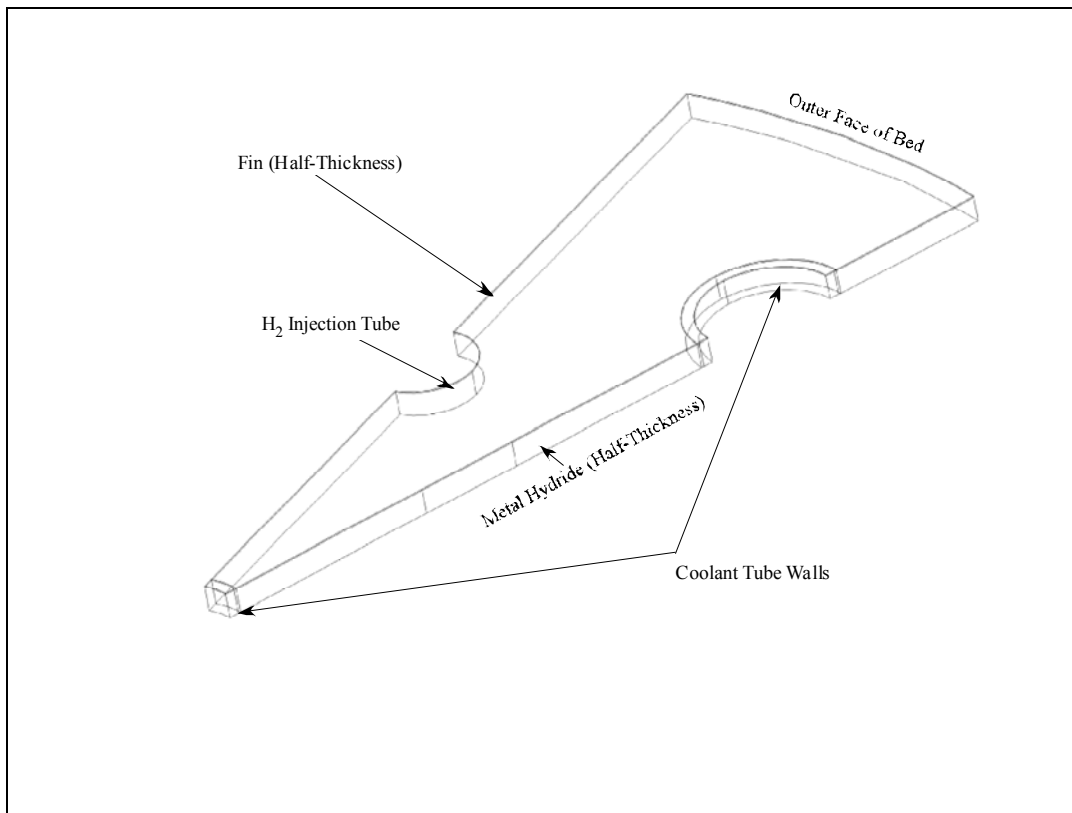 Outer Face of Bed
Fin (Half-Thickness)
H₂ Injection Tube
Metal Hydride (Half-Thickness)
Coolant Tube Walls